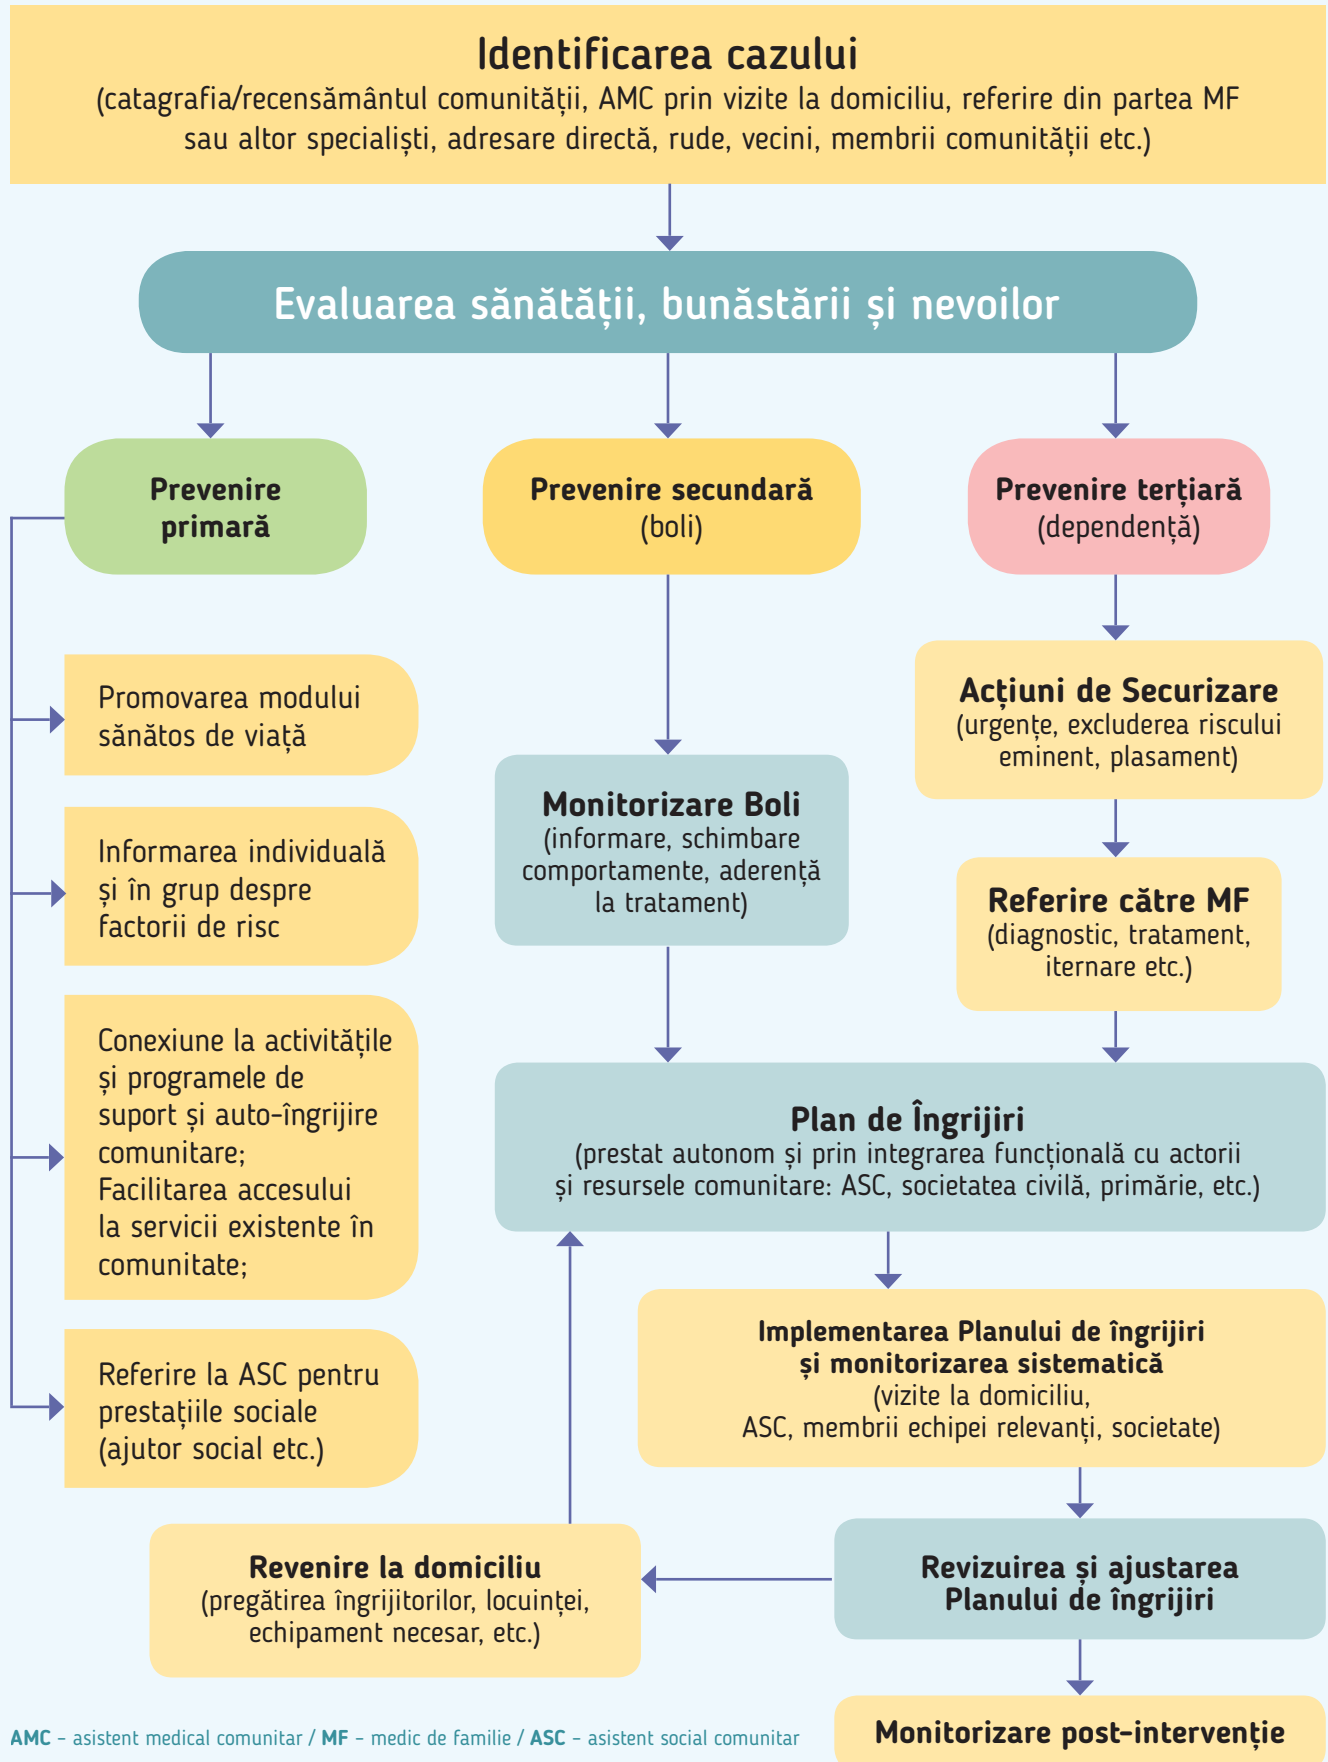 Identificarea cazului
(catagrafia/recensământul comunității, AMC prin vizite la domiciliu, referire din partea MF
sau altor specialiști, adresare directă, rude, vecini, membrii comunității etc.)
Evaluarea sănătății, bunăstării și nevoilor
Prevenire
primară
Promovarea modului
sănătos de viață
Informarea individuală
și în grup despre
factorii de risc
Conexiune la activitățile
și programele de
suport și auto-îngrijire
comunitare;
Facilitarea accesului
la servicii existente în
comunitate;
Referire la ASC pentru
prestațiile sociale
(ajutor social etc.)
Prevenire secundară
(boli)
Monitorizare Boli
(informare, schimbare
comportamente, aderență
la tratament)
Prevenire terțiară
(dependență)
Acțiuni de Securizare
(urgențe, excluderea riscului
eminent, plasament)
Referire către MF
(diagnostic, tratament,
iternare etc.)
Plan de Îngrijiri
(prestat autonom și prin integrarea funcțională cu actorii
și resursele comunitare: ASC, societatea civilă, primărie, etc.)
Implementarea Planului de îngrijiri
și monitorizarea sistematică
(vizite la domiciliu,
ASC, membrii echipei relevanți, societate)
Revizuirea și ajustarea
Planului de îngrijiri
Revenire la domiciliu
(pregătirea îngrijitorilor, locuinței,
echipament necesar, etc.)
Monitorizare post-intervenție
AMC – asistent medical comunitar / MF – medic de familie / ASC – asistent social comunitar